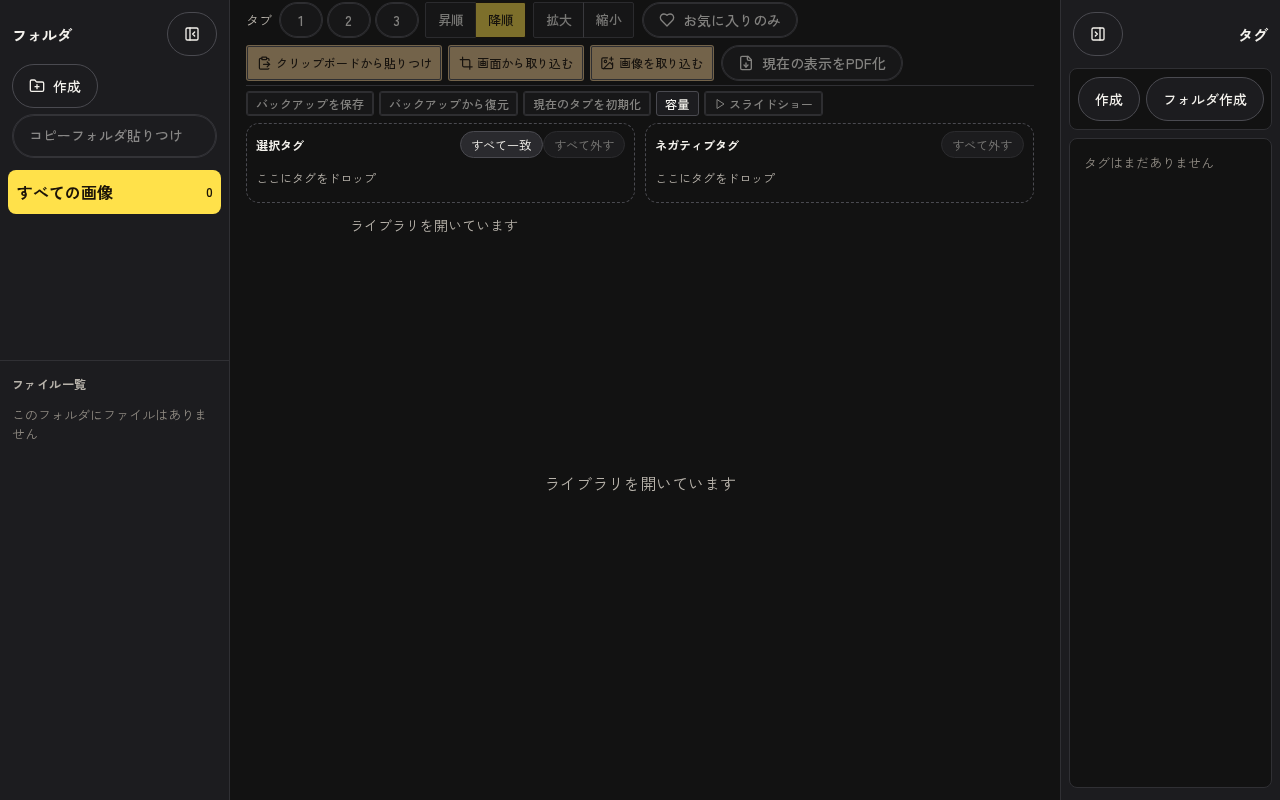 フォルダ
作成
コピーフォルダ貼りつけ
すべての画像 0
ファイル一覧
このフォルダにファイルはありま
せん
タブ 1 2 3 昇順 降順 拡大 縮小 お気に入りのみ
クリップボードから貼りつけ 画面から取り込む 画像を取り込む 現在の表示をPDF化
バックアップを保存 バックアップから復元 現在のタブを初期化 容量 スライドショー
選択タグ すべて一致 すべて外す
ここにタグをドロップ
ネガティブタグ すべて外す
ここにタグをドロップ
ライブラリを開いています
ライブラリを開いています
タグ
作成 フォルダ作成
タグはまだありません